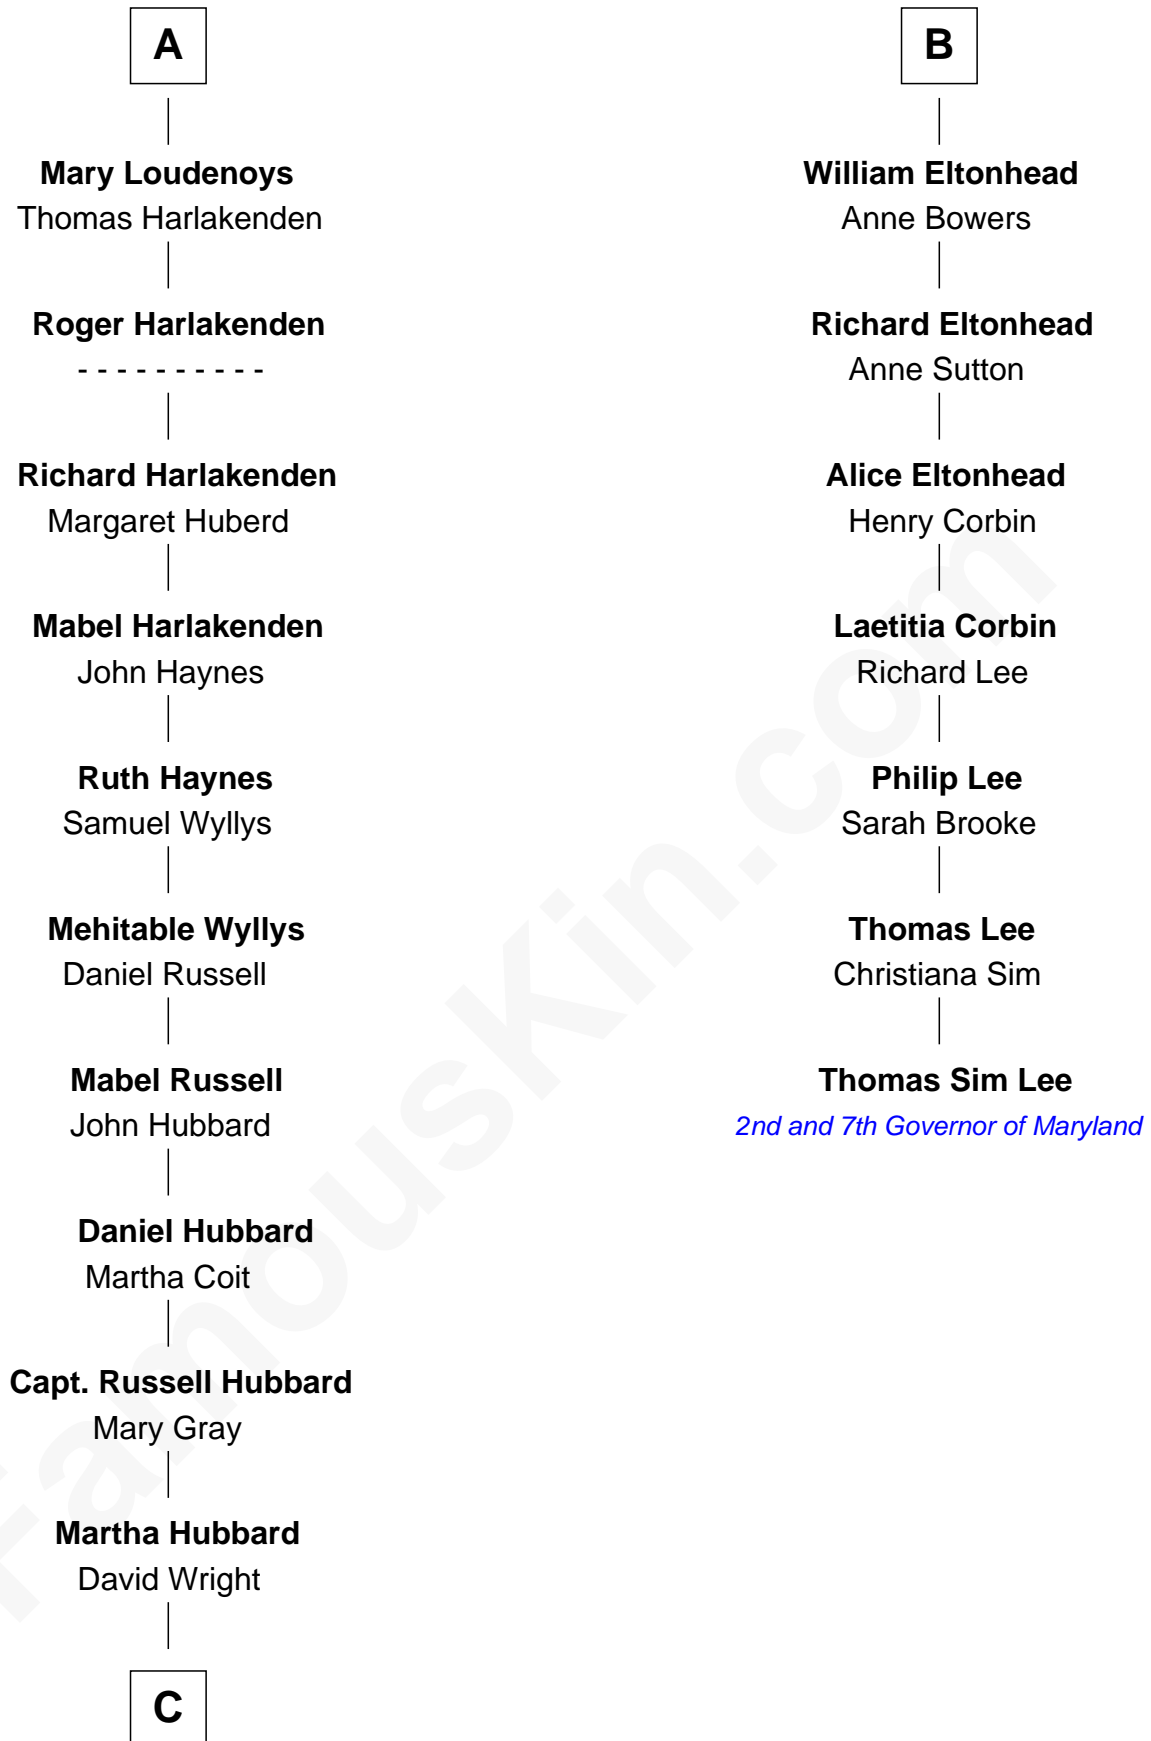 A
Mary Loudenoys
Thomas Harlakenden
Roger Harlakenden
- - - - - - - - - -
Richard Harlakenden
Margaret Huberd
Mabel Harlakenden
John Haynes
Ruth Haynes
Samuel Wyllys
Mehitable Wyllys
Daniel Russell
Mabel Russell
John Hubbard
Daniel Hubbard
Martha Coit
Capt. Russell Hubbard
Mary Gray
Martha Hubbard
David Wright
C
B
William Eltonhead
Anne Bowers
Richard Eltonhead
Anne Sutton
Alice Eltonhead
Henry Corbin
Laetitia Corbin
Richard Lee
Philip Lee
Sarah Brooke
Thomas Lee
Christiana Sim
Thomas Sim Lee
2nd and 7th Governor of Maryland
FamousKin.com